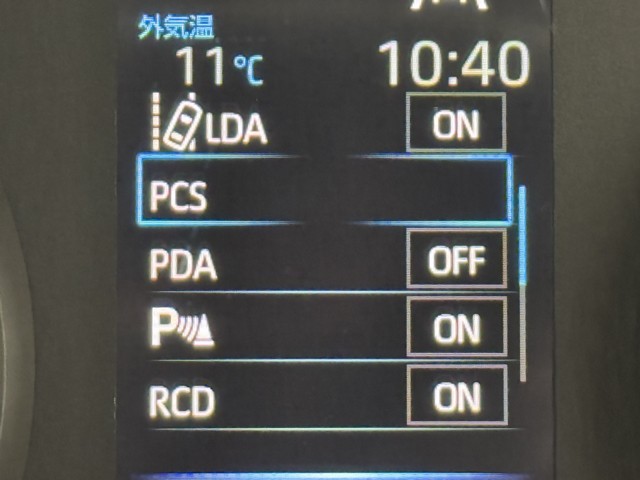 外気温
11℃ 10:40
LDA ON
PCS
PDA OFF
P ON
RCD ON